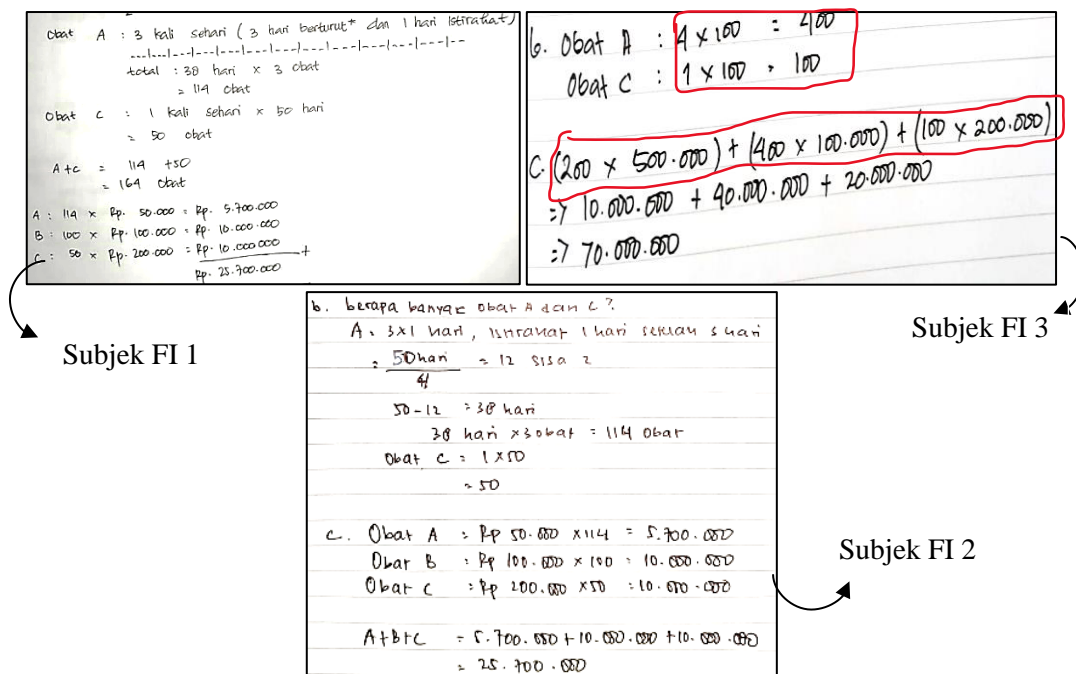 Obat A : 3 kali sehari ( 3 hari berturut² dan 1 hari istirahat)
---|---|---|---|---|---|---|---|---|---|---|---|--
total : 38 hari x 3 obat
= 114 obat
Obat C : 1 kali sehari x 50 hari
= 50 obat
A+C = 114 +50
= 164 obat
A : 114 x Rp. 50.000 = Rp. 5.700.000
B : 100 x Rp. 100.000 = Rp. 10.000.000
C : 50 x Rp. 200.000 = Rp. 10.000.000 +
Rp. 25.700.000
Subjek FI 1
b. Obat A : 4 x 100 = 400
Obat C : 1 x 100 = 100
C. (200 x 500.000) + (400 x 100.000) + (100 x 200.000)
=> 10.000.000 + 40.000.000 + 20.000.000
=> 70.000.000
Subjek FI 3
b. berapa banyak obat A dan C?
A = 3x1 hari, istirahat 1 hari setelah 3 hari
= 50 hari / 4 = 12 sisa 2
50-12 = 38 hari
38 hari x 3 obat = 114 obat
Obat C = 1 x 50
= 50
c. Obat A : Rp 50.000 x 114 = 5.700.000
Obat B : Rp 100.000 x 100 : 10.000.000
Obat C : Rp 200.000 x 50 : 10.000.000
A+B+C = 5.700.000 + 10.000.000 + 10.000.000
= 25.700.000
Subjek FI 2